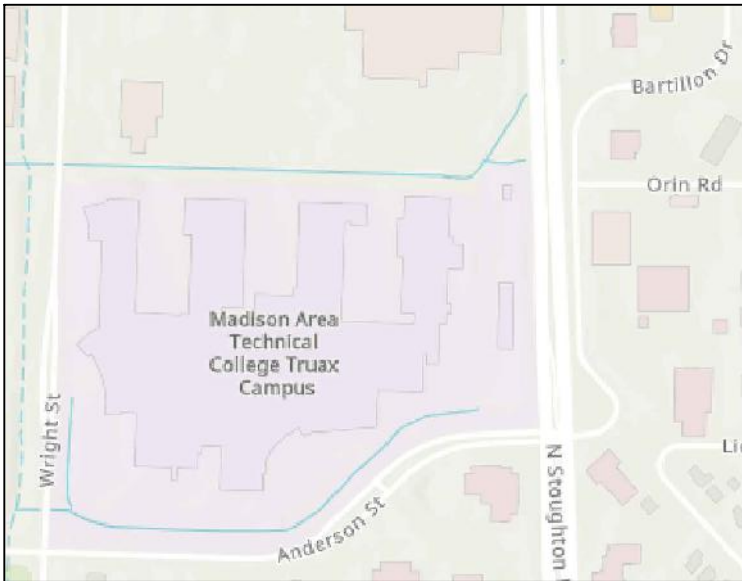 Bartillon Dr
Orin Rd
Madison Area
Technical
College Truax
Campus
Wright St
N Stoughton
Anderson St